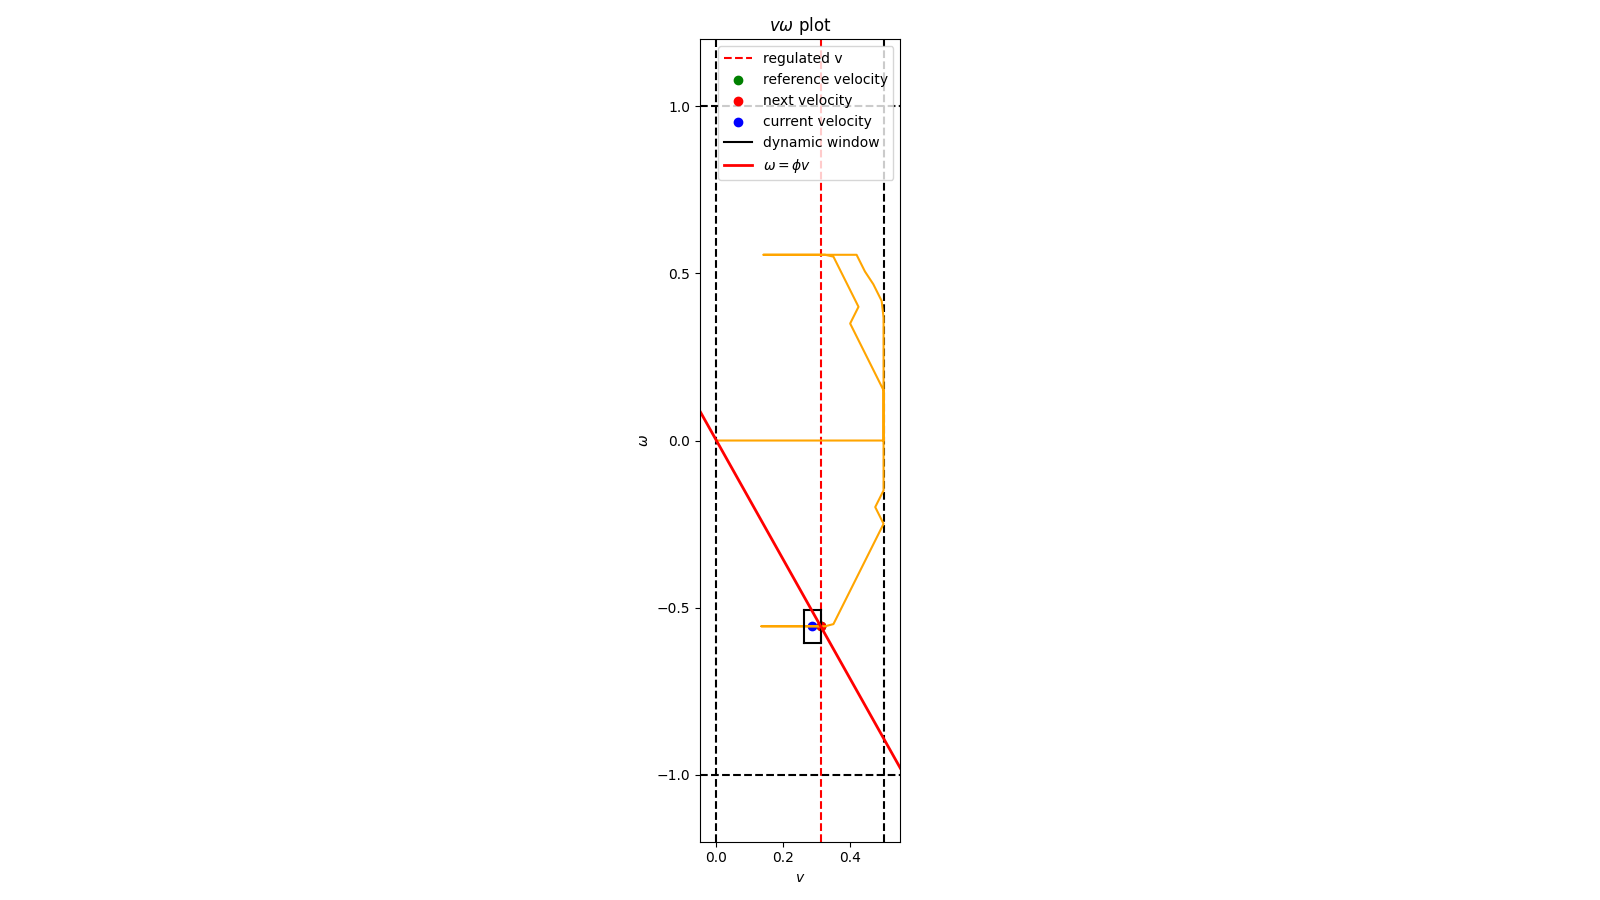 vω plot
regulated v
reference velocity
next velocity
current velocity
dynamic window
ω = ϕv
1.0
0.5
0.0
−0.5
−1.0
ω
0.0 0.2 0.4
v